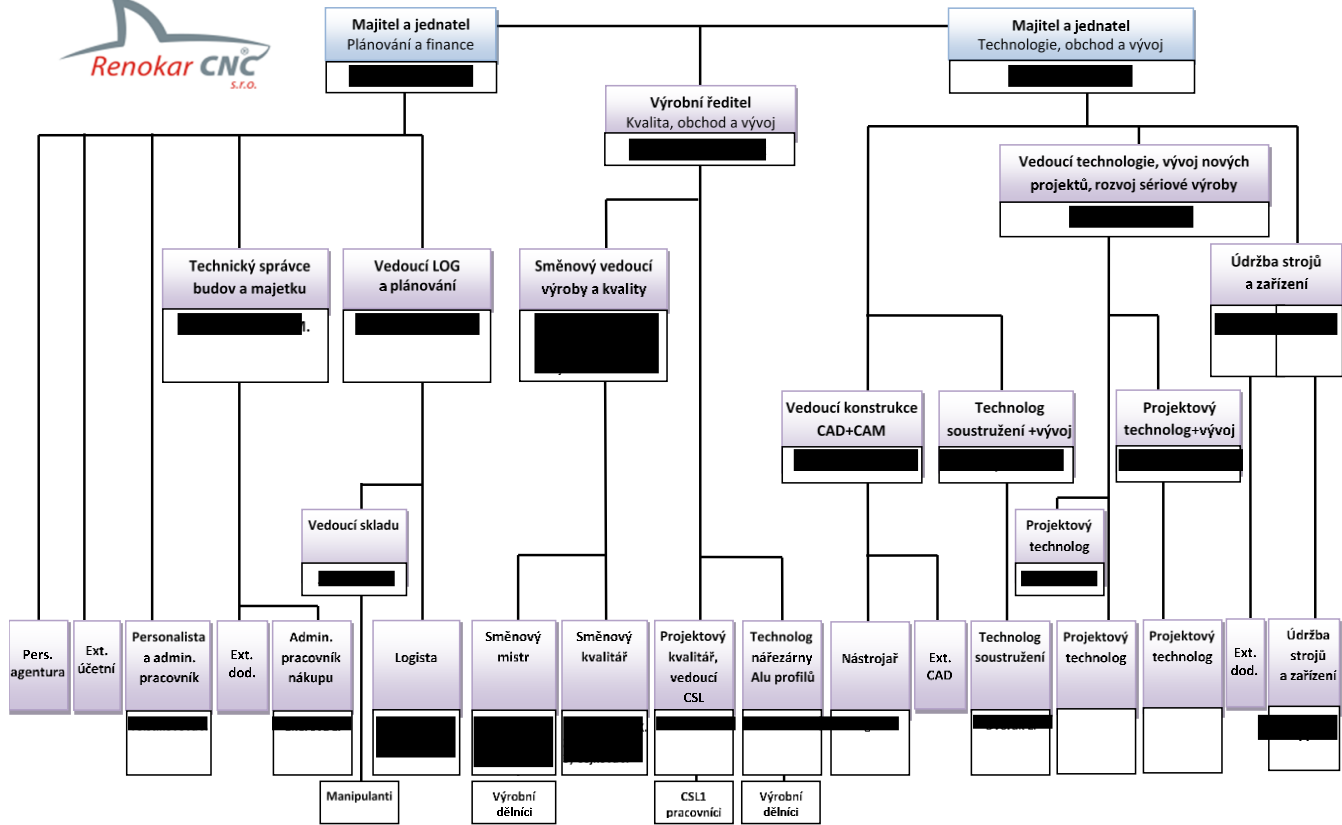 Renokar CNC®
s.r.o.
Majitel a jednatel
Plánování a finance
Majitel a jednatel
Technologie, obchod a vývoj
Výrobní ředitel
Kvalita, obchod a vývoj
Vedoucí technologie, vývoj nových
projektů, rozvoj sériové výroby
Technický správce
budov a majetku
Vedoucí LOG
a plánování
Směnový vedoucí
výroby a kvality
Údržba strojů
a zařízení
Vedoucí konstrukce
CAD+CAM
Technolog
soustružení +vývoj
Projektový
technolog+vývoj
Vedoucí skladu
Projektový
technolog
Pers.
agentura
Ext.
účetní
Personalista
a admin.
pracovník
Ext.
dod.
Admin.
pracovník
nákupu
Logista
Směnový
mistr
Směnový
kvalitář
Projektový
kvalitář,
vedoucí
CSL
Technolog
nářezárny
Alu profilů
Nástrojař
Ext.
CAD
Technolog
soustružení
Projektový
technolog
Projektový
technolog
Ext.
dod.
Údržba
strojů
a zařízení
Manipulanti
Výrobní
dělníci
CSL1
pracovníci
Výrobní
dělníci